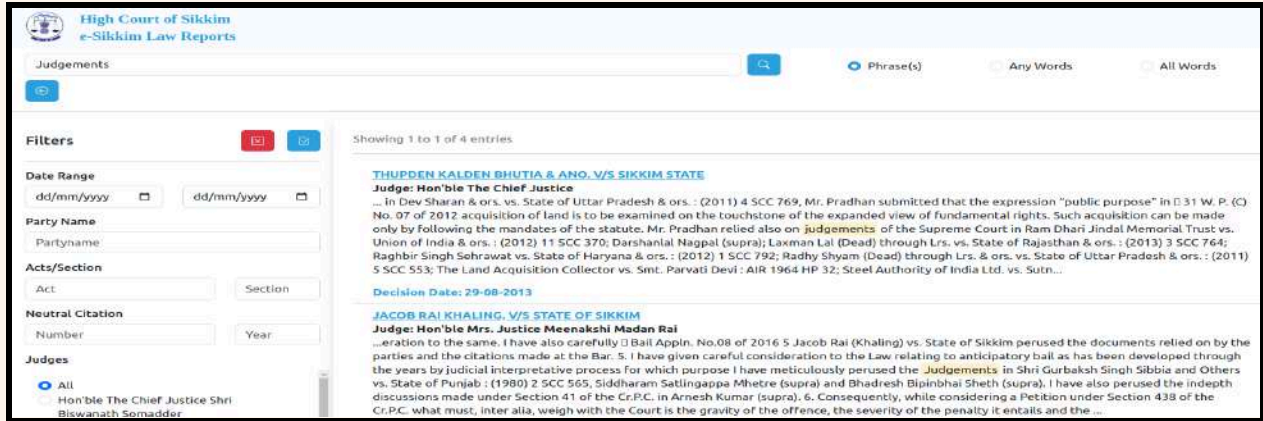 High Court of Sikkim
e-Sikkim Law Reports
Judgements
Phrase(s)
Any Words
All Words
Filters
Date Range
dd/mm/yyyy
dd/mm/yyyy
Party Name
Partyname
Acts/Section
Act
Section
Neutral Citation
Number
Year
Judges
All
Hon'ble The Chief Justice Shri
Biswanath Somadder
Showing 1 to 1 of 4 entries
THUPDEN KALDEN BHUTIA & ANO. V/S SIKKIM STATE
Judge: Hon'ble The Chief Justice
... in Dev Sharan & ors. vs. State of Uttar Pradesh & ors. : (2011) 4 SCC 769, Mr. Pradhan submitted that the expression "public purpose" in 31 W. P. (C)
No. 07 of 2012 acquisition of land is to be examined on the touchstone of the expanded view of fundamental rights. Such acquisition can be made
only by following the mandates of the statute. Mr. Pradhan relied also on judgements of the Supreme Court in Ram Dhari Jindal Memorial Trust vs.
Union of India & ors. : (2012) 11 SCC 370; Darshanlal Nagpal (supra); Laxman Lal (Dead) through Lrs. vs. State of Rajasthan & ors. : (2013) 3 SCC 764;
Raghbir Singh Sehrawat vs. State of Haryana & ors. : (2012) 1 SCC 792; Radhy Shyam (Dead) through Lrs. & ors. vs. State of Uttar Pradesh & ors. : (2011)
5 SCC 553; The Land Acquisition Collector vs. Smt. Parvati Devi : AIR 1964 HP 32; Steel Authority of India Ltd. vs. Sutn...
Decision Date: 29-08-2013
JACOB RAI KHALING. V/S STATE OF SIKKIM
Judge: Hon'ble Mrs. Justice Meenakshi Madan Rai
...eration to the same. I have also carefully Bail Appln. No.08 of 2016 5 Jacob Rai (Khaling) vs. State of Sikkim perused the documents relied on by the
parties and the citations made at the Bar. 5. I have given careful consideration to the Law relating to anticipatory bail as has been developed through
the years by judicial interpretative process for which purpose I have meticulously perused the Judgements in Shri Gurbaksh Singh Sibbia and Others
vs. State of Punjab : (1980) 2 SCC 565, Siddharam Satlingappa Mhetre (supra) and Bhadresh Bipinbhai Sheth (supra). I have also perused the indepth
discussions made under Section 41 of the Cr.P.C. in Arnesh Kumar (supra). 6. Consequently, while considering a Petition under Section 438 of the
Cr.P.C. what must, inter alia, weigh with the Court is the gravity of the offence, the severity of the penalty it entails and the ...